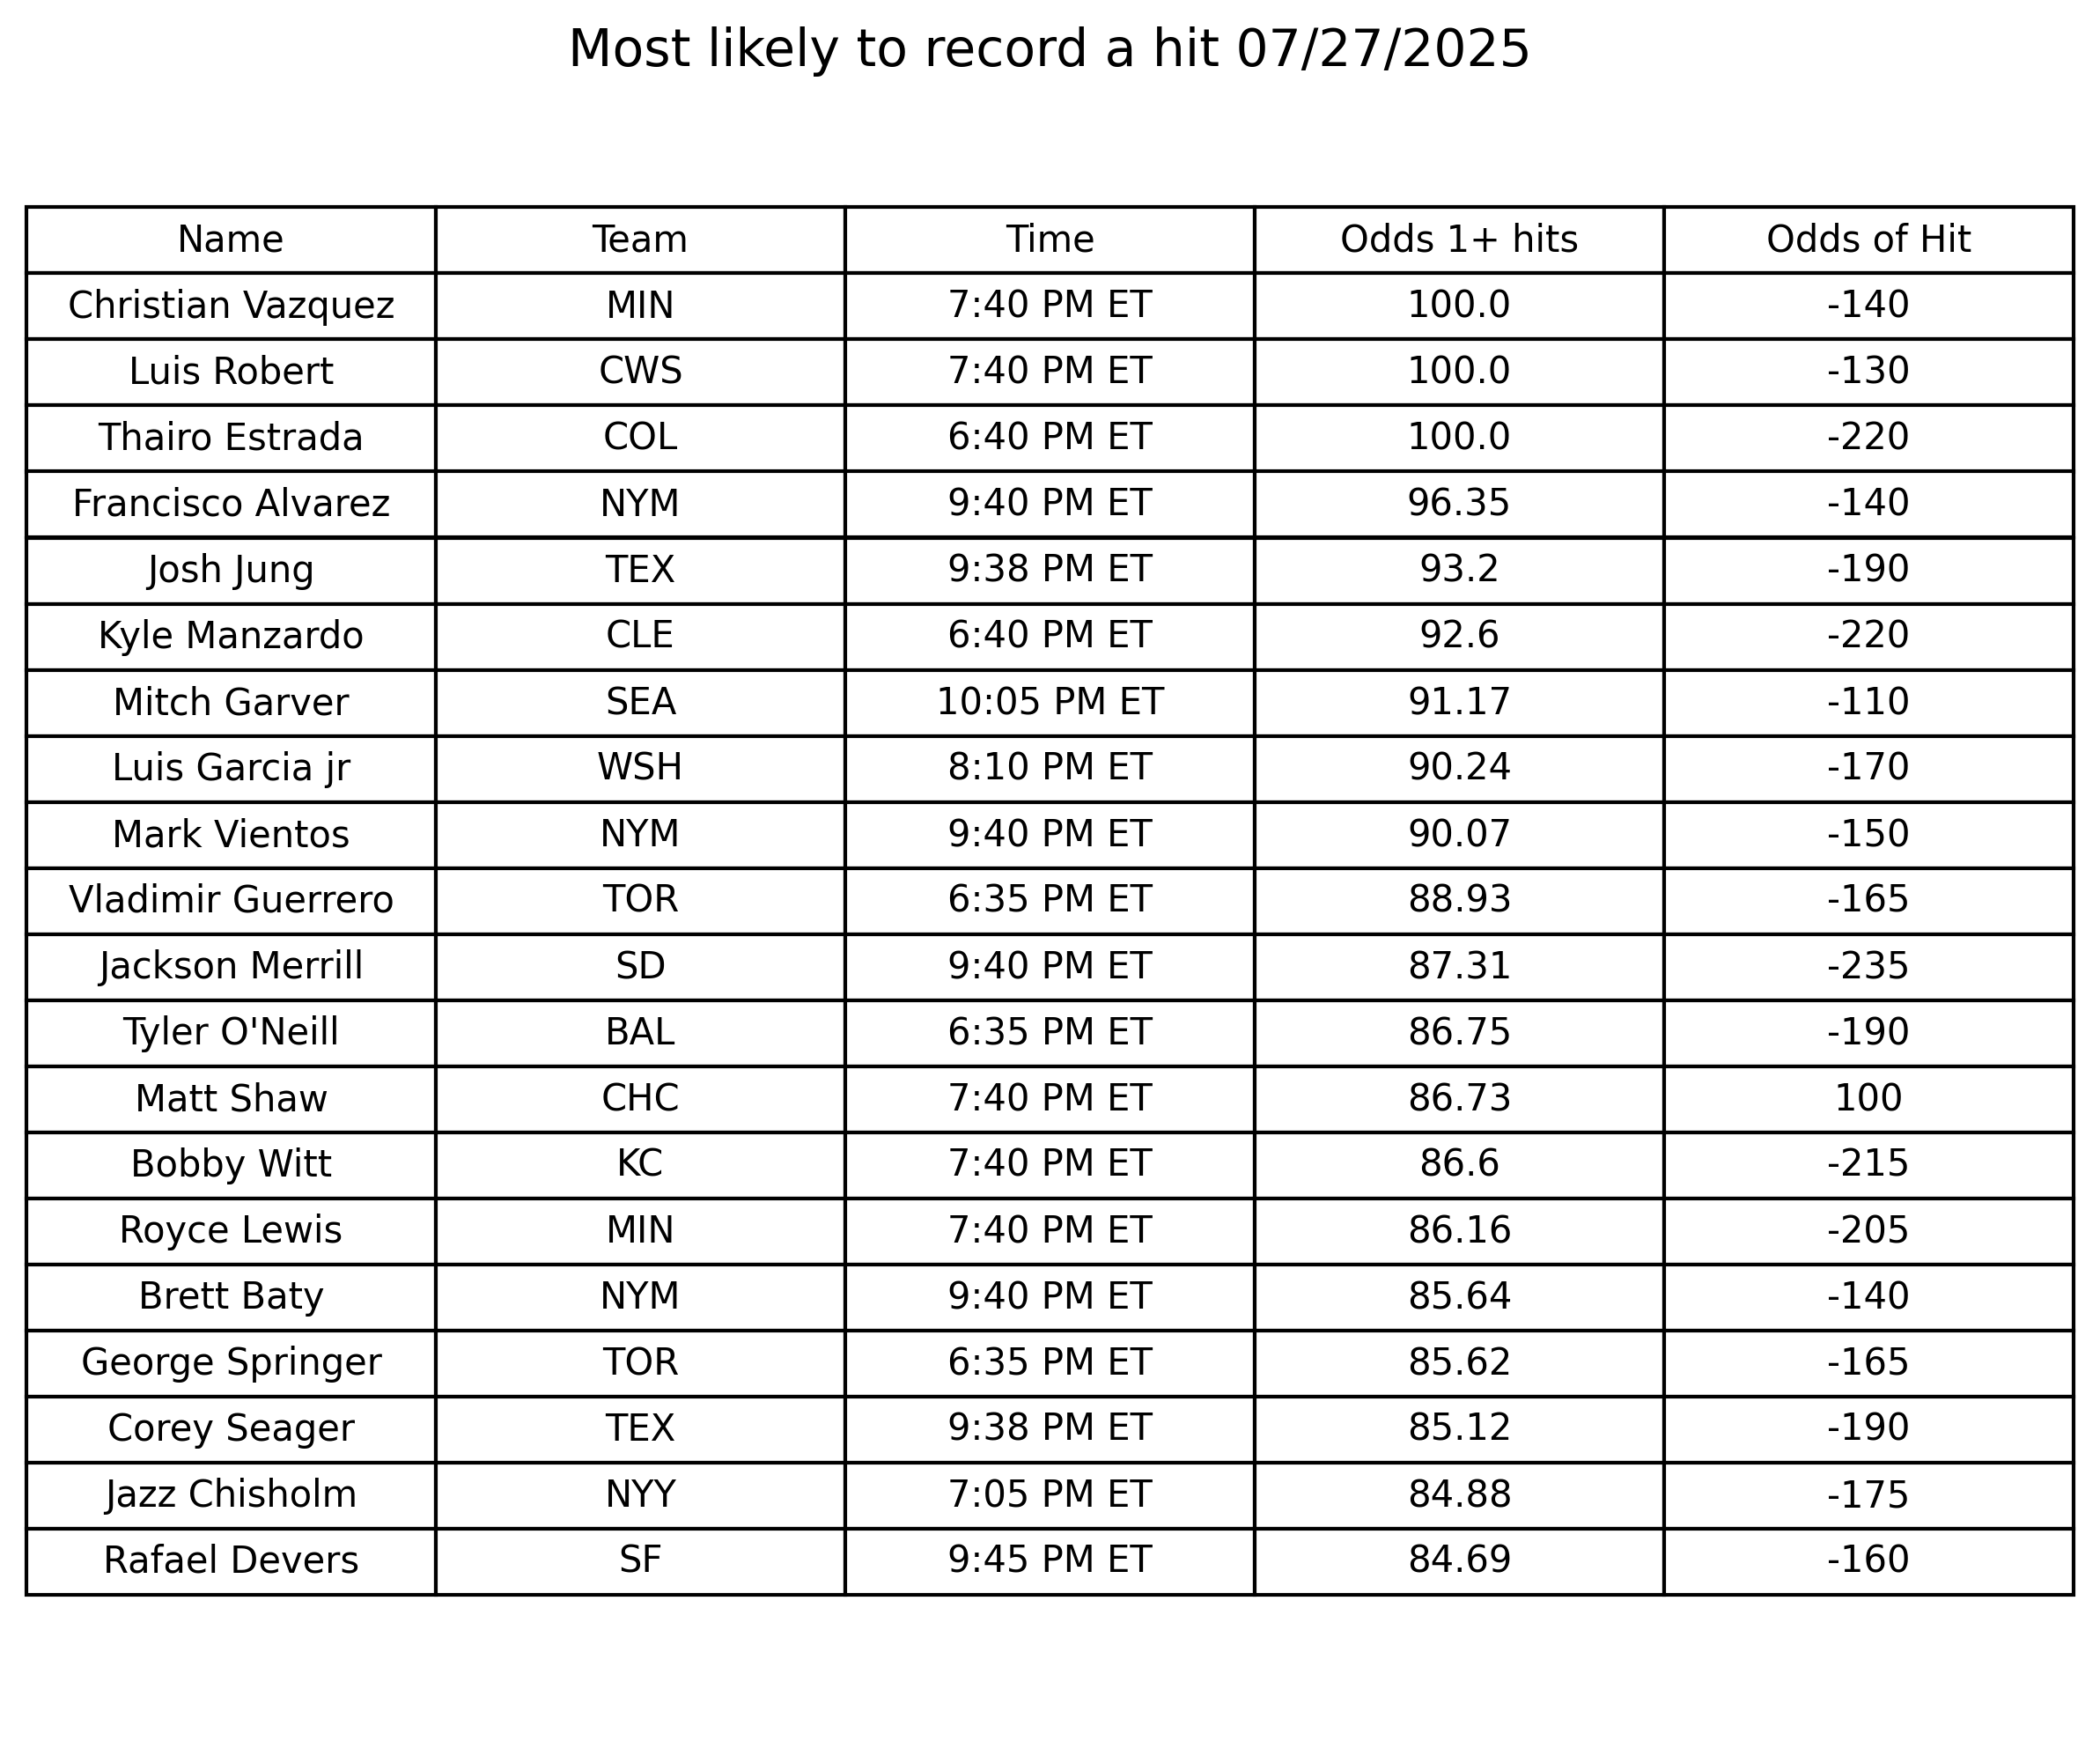 Most likely to record a hit 07/27/2025
Name Team Time Odds 1+ hits Odds of Hit
Christian Vazquez MIN 7:40 PM ET 100.0 -140
Luis Robert CWS 7:40 PM ET 100.0 -130
Thairo Estrada COL 6:40 PM ET 100.0 -220
Francisco Alvarez NYM 9:40 PM ET 96.35 -140
Josh Jung TEX 9:38 PM ET 93.2 -190
Kyle Manzardo CLE 6:40 PM ET 92.6 -220
Mitch Garver SEA 10:05 PM ET 91.17 -110
Luis Garcia jr WSH 8:10 PM ET 90.24 -170
Mark Vientos NYM 9:40 PM ET 90.07 -150
Vladimir Guerrero TOR 6:35 PM ET 88.93 -165
Jackson Merrill SD 9:40 PM ET 87.31 -235
Tyler O'Neill BAL 6:35 PM ET 86.75 -190
Matt Shaw CHC 7:40 PM ET 86.73 100
Bobby Witt KC 7:40 PM ET 86.6 -215
Royce Lewis MIN 7:40 PM ET 86.16 -205
Brett Baty NYM 9:40 PM ET 85.64 -140
George Springer TOR 6:35 PM ET 85.62 -165
Corey Seager TEX 9:38 PM ET 85.12 -190
Jazz Chisholm NYY 7:05 PM ET 84.88 -175
Rafael Devers SF 9:45 PM ET 84.69 -160